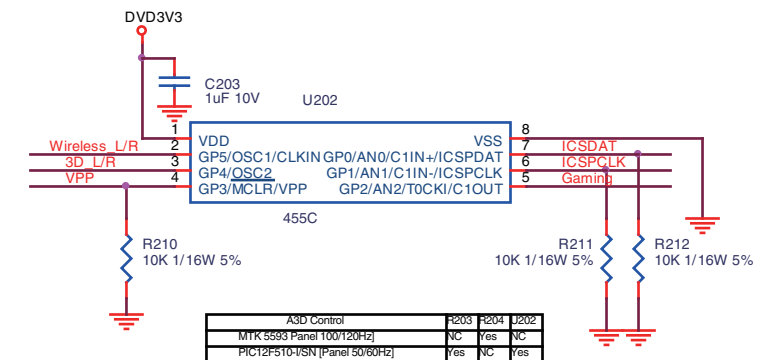 DVD3V3
C203
1uF 10V
U202
1 VDD VSS 8
Wireless_L/R 2 GP5/OSC1/CLKIN GP0/AN0/C1IN+/ICSPDAT 7 ICSDAT
3D_L/R 3 GP4/OSC2 GP1/AN1/C1IN-/ICSPCLK 6 ICSPCLK
VPP 4 GP3/MCLR/VPP GP2/AN2/T0CKI/C1OUT 5 Gaming
455C
R210
10K 1/16W 5%
R211
10K 1/16W 5%
R212
10K 1/16W 5%
A3D Control R203 R204 U202
MTK 5593 Panel 100/120Hz] NC Yes NC
PIC12F510-I/SN [Panel 50/60Hz] Yes NC Yes